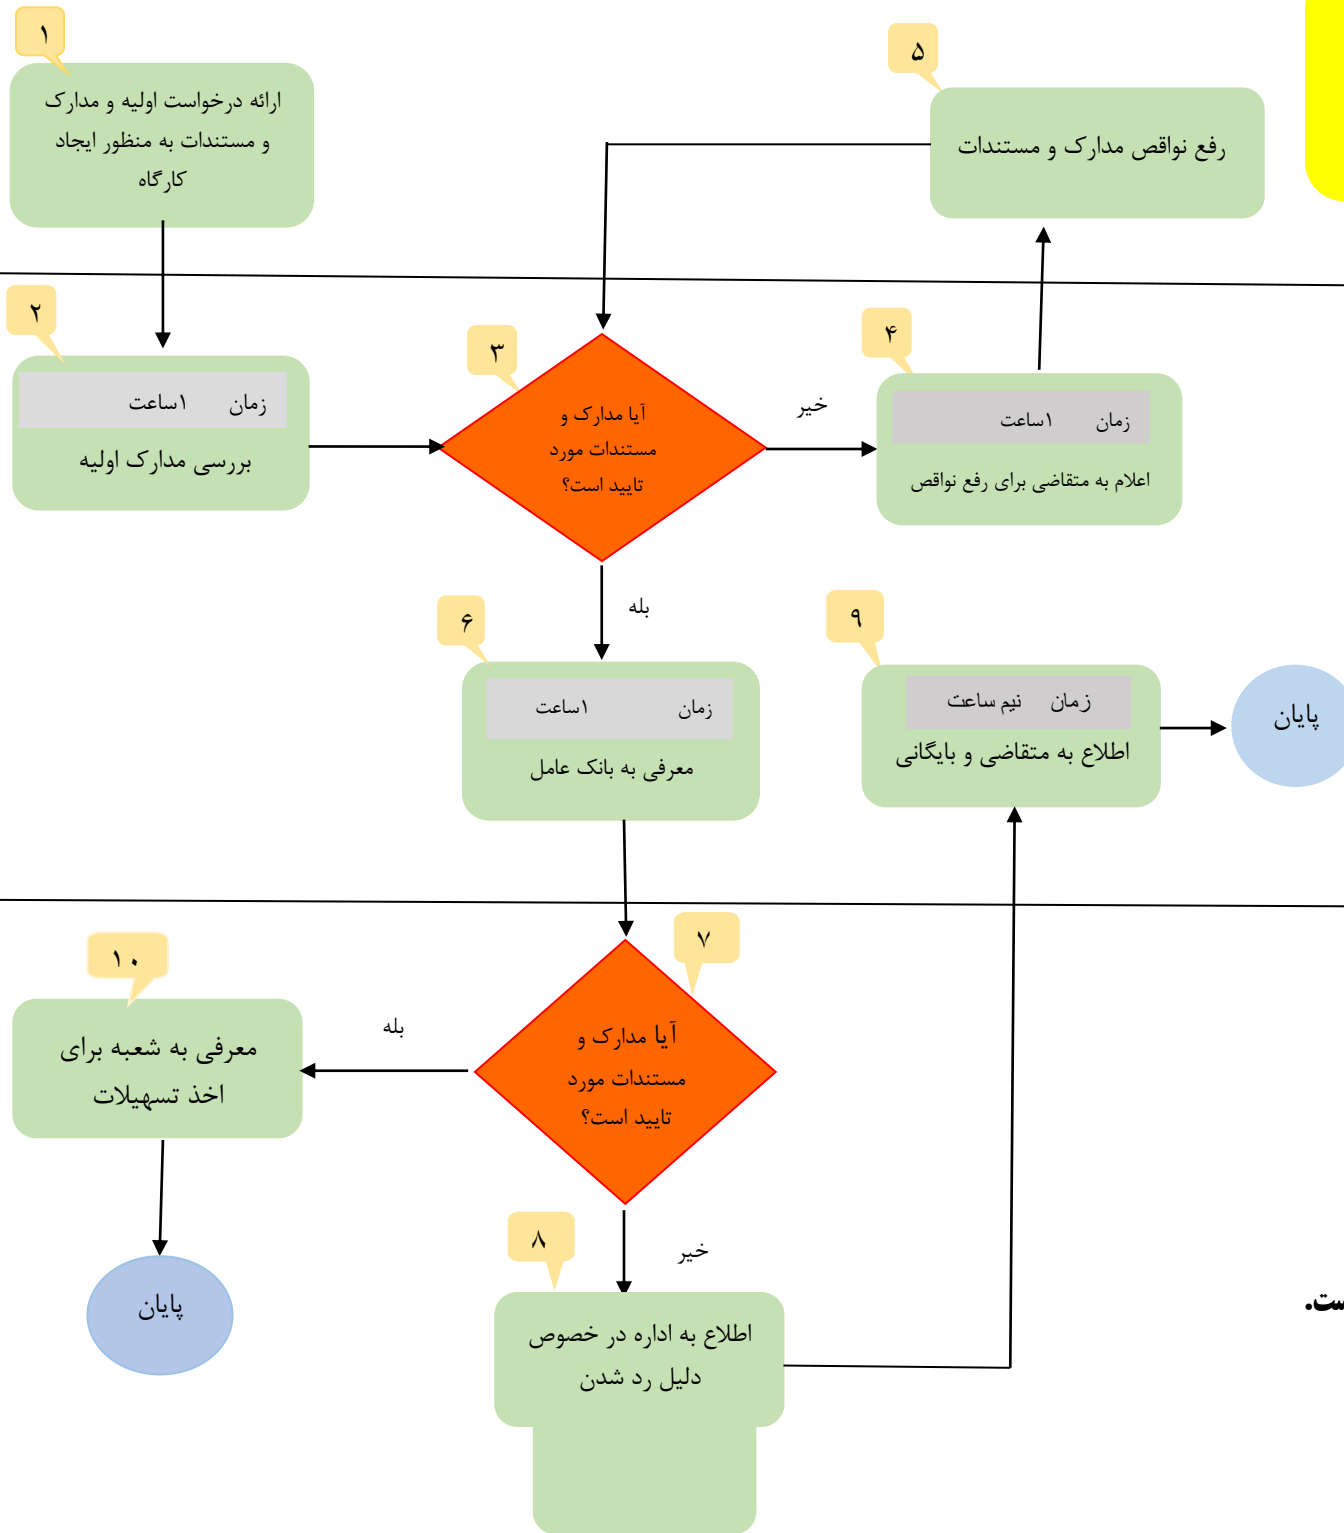 ۱
ارائه درخواست اولیه و مدارک
و مستندات به منظور ایجاد
کارگاه
۵
رفع نواقص مدارک و مستندات
۲
زمان ۱ساعت
بررسی مدارک اولیه
۳
آیا مدارک و
مستندات مورد
تایید است؟
خیر
۴
زمان ۱ساعت
اعلام به متقاضی برای رفع نواقص
بله
۶
زمان ۱ساعت
معرفی به بانک عامل
۹
زمان نیم ساعت
اطلاع به متقاضی و بایگانی
پایان
۷
آیا مدارک و
مستندات مورد
تایید است؟
بله
۱۰
معرفی به شعبه برای
اخذ تسهیلات
پایان
خیر
۸
اطلاع به اداره در خصوص
دلیل رد شدن